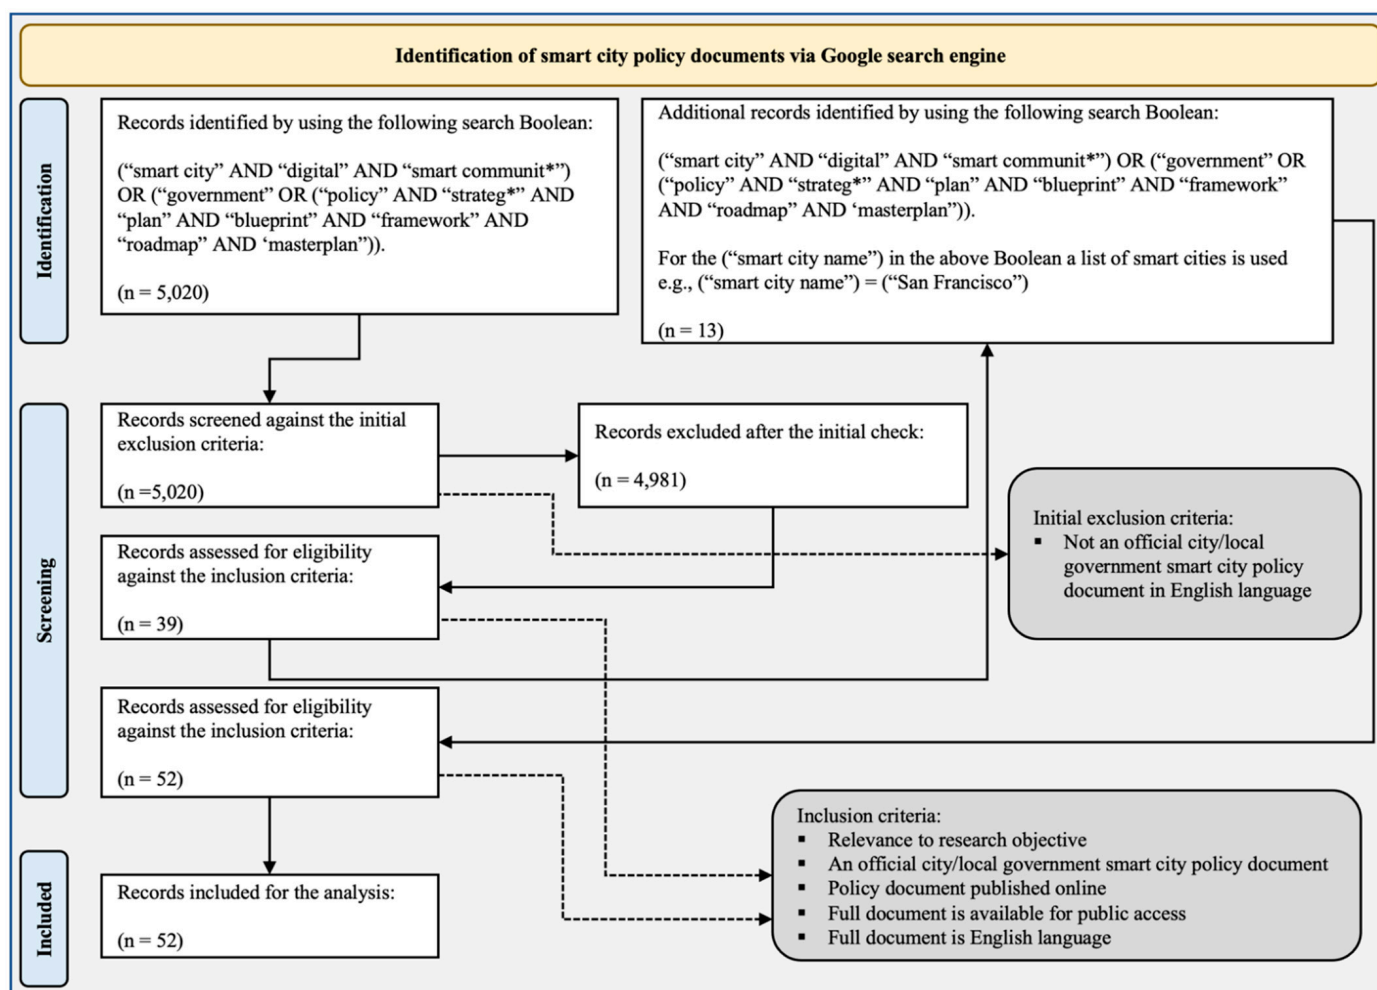 Identification of smart city policy documents via Google search engine
Identification
Records identified by using the following search Boolean:
(“smart city” AND “digital” AND “smart communit*”)
OR (“government” OR (“policy” AND “strateg*” AND
“plan” AND “blueprint” AND “framework” AND
“roadmap” AND ‘masterplan”)).
(n = 5,020)
Additional records identified by using the following search Boolean:
(“smart city” AND “digital” AND “smart communit*”) OR (“government” OR
(“policy” AND “strateg*” AND “plan” AND “blueprint” AND “framework”
AND “roadmap” AND ‘masterplan”)).
For the (“smart city name”) in the above Boolean a list of smart cities is used
e.g., (“smart city name”) = (“San Francisco”)
(n = 13)
Screening
Records screened against the initial
exclusion criteria:
(n =5,020)
Records excluded after the initial check:
(n = 4,981)
Initial exclusion criteria:
▪ Not an official city/local
government smart city policy
document in English language
Records assessed for eligibility
against the inclusion criteria:
(n = 39)
Records assessed for eligibility
against the inclusion criteria:
(n = 52)
Inclusion criteria:
▪ Relevance to research objective
▪ An official city/local government smart city policy document
▪ Policy document published online
▪ Full document is available for public access
▪ Full document is English language
Included
Records included for the analysis:
(n = 52)